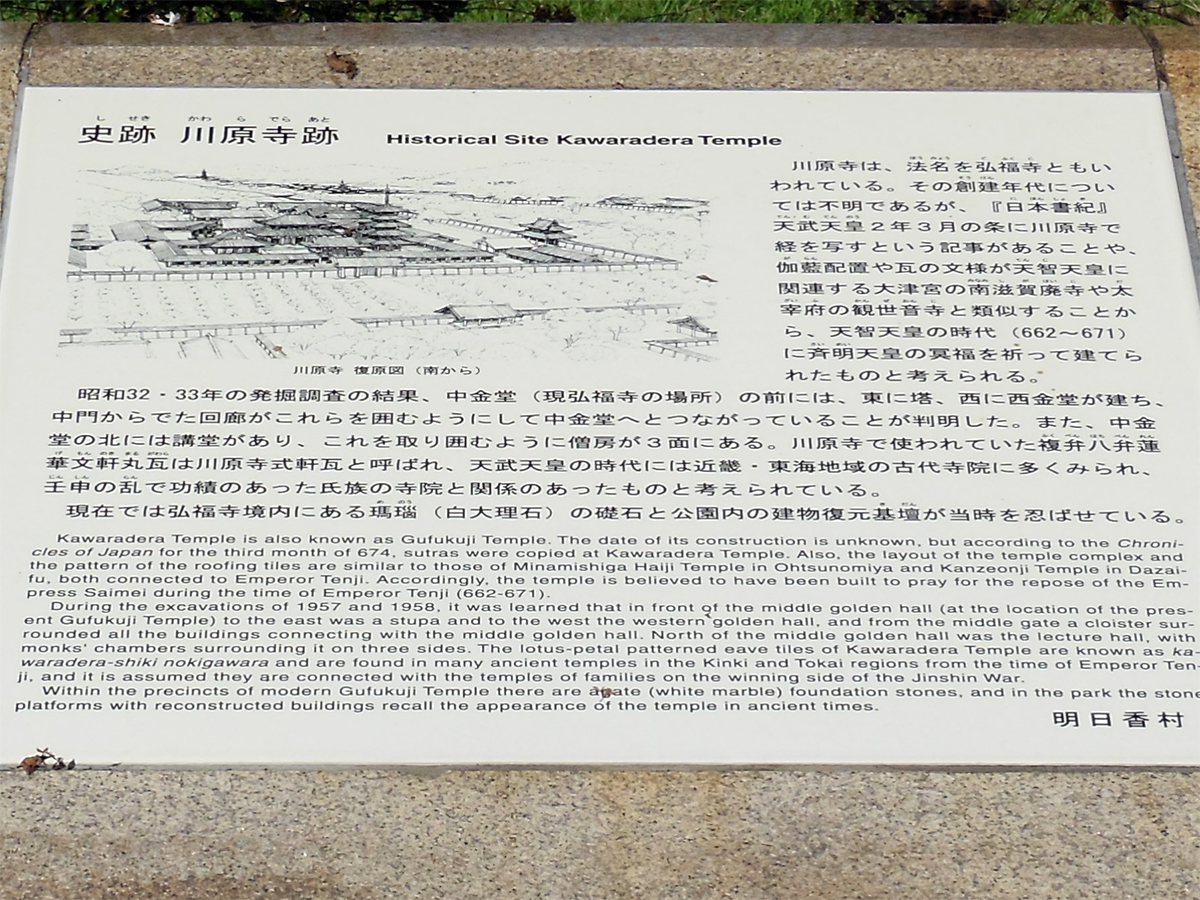 史跡 川原寺跡 Historical Site Kawaradera Temple
川原寺は、法名を弘福寺ともい
われている。その創建年代につい
ては不明であるが、『日本書紀』
天武天皇2年3月の条に川原寺で
経を写すという記事があることや、
伽藍配置や瓦の文様が天智天皇に
関連する大津宮の南滋賀廃寺や太
宰府の観世音寺と類似することか
ら、天智天皇の時代(662～671)
に斉明天皇の冥福を祈って建てら
れたものと考えられる。
川原寺 復原図(南から)
昭和32・33年の発掘調査の結果、中金堂(現弘福寺の場所)の前には、東に塔、西に西金堂が建ち、
中門からでた回廊がこれらを囲むようにして中金堂へとつながっていることが判明した。また、中金
堂の北には講堂があり、これを取り囲むように僧房が3面にある。川原寺で使われていた複弁八弁蓮
華文軒丸瓦は川原寺式軒瓦と呼ばれ、天武天皇の時代には近畿・東海地域の古代寺院に多くみられ、
壬申の乱で功績のあった氏族の寺院と関係のあったものと考えられている。
現在では弘福寺境内にある瑪瑙(白大理石)の礎石と公園内の建物復元基壇が当時を忍ばせている。
Kawaradera Temple is also known as Gufukuji Temple. The date of its construction is unknown, but according to the Chroni-
cles of Japan for the third month of 674, sutras were copied at Kawaradera Temple. Also, the layout of the temple complex and
the pattern of the roofing tiles are similar to those of Minamishiga Haiji Temple in Ohtsunomiya and Kanzeonji Temple in Dazai-
fu, both connected to Emperor Tenji. Accordingly, the temple is believed to have been built to pray for the repose of the Em-
press Saimei during the time of Emperor Tenji (662-671).
During the excavations of 1957 and 1958, it was learned that in front of the middle golden hall (at the location of the pres-
ent Gufukuji Temple) to the east was a stupa and to the west the western golden hall, and from the middle gate a cloister sur-
rounded all the buildings connecting with the middle golden hall. North of the middle golden hall was the lecture hall, with
monks' chambers surrounding it on three sides. The lotus-petal patterned eave tiles of Kawaradera Temple are known as ka-
waradera-shiki nokigawara and are found in many ancient temples in the Kinki and Tokai regions from the time of Emperor Ten-
ji, and it is assumed they are connected with the temples of families on the winning side of the Jinshin War.
Within the precincts of modern Gufukuji Temple there are agate (white marble) foundation stones, and in the park the stone
platforms with reconstructed buildings recall the appearance of the temple in ancient times.
明日香村